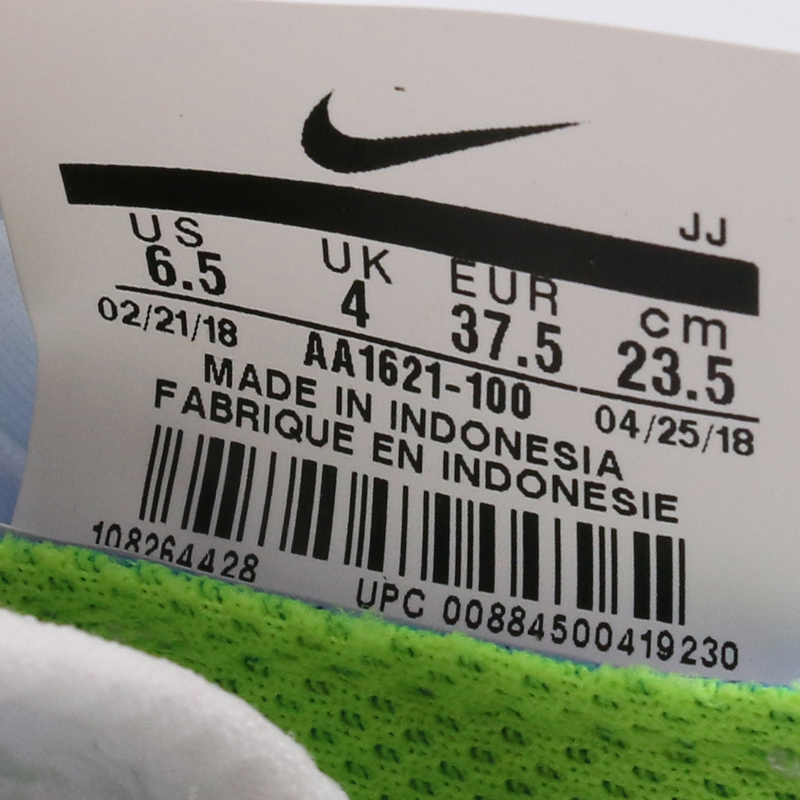 JJ
US UK EUR cm
6.5 4 37.5 23.5
02/21/18 AA1621-100 04/25/18
MADE IN INDONESIA
FABRIQUE EN INDONESIE
108264428
UPC 00884500419230